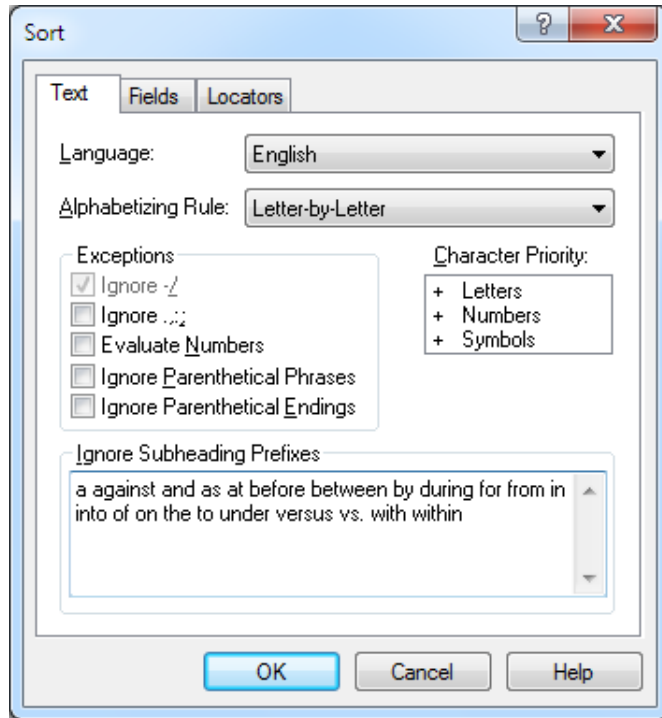 Sort
Text Fields Locators
Language: English
Alphabetizing Rule: Letter-by-Letter
Exceptions
Ignore -/
Ignore .,:;
Evaluate Numbers
Ignore Parenthetical Phrases
Ignore Parenthetical Endings
Character Priority:
+ Letters
+ Numbers
+ Symbols
Ignore Subheading Prefixes
a against and as at before between by during for from in
into of on the to under versus vs. with within
OK Cancel Help